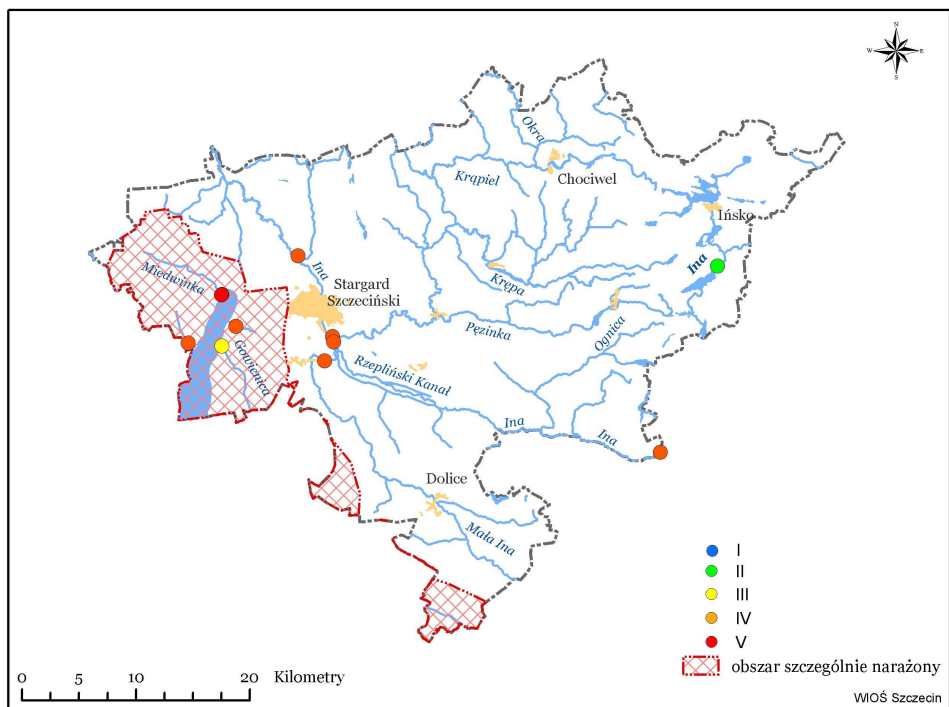 N
W E
S
Okra
Chociwel
Krąpiel
Ińsko
Ina
Miedwinka
Ina
Stargard
Szczeciński
Krępa
Pęzinka
Ognica
Gowienica
Rzepliński Kanał
Ina
Ina
Dolice
Mała Ina
I
II
III
IV
V
obszar szczególnie narażony
0 5 10 20 Kilometry
WIOŚ Szczecin